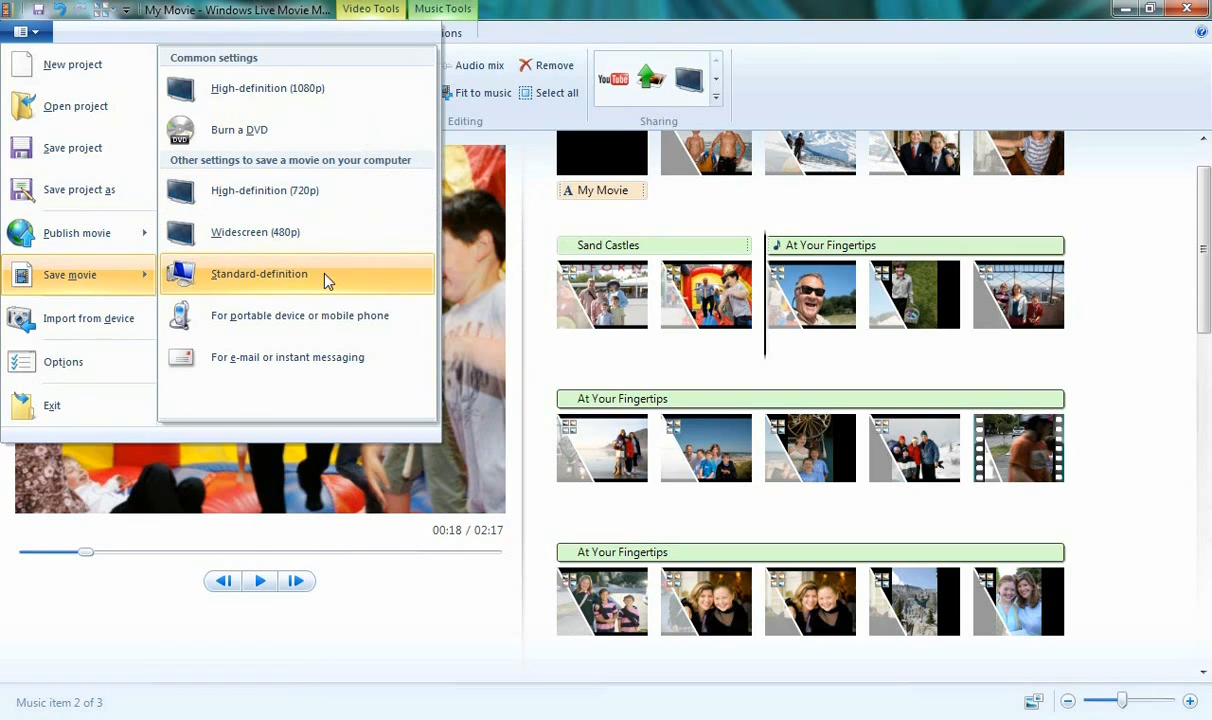 My Movie - Windows Live Movie M...
Video Tools
Music Tools
ions
New project
Open project
Save project
Save project as
Publish movie
Save movie
Import from device
Options
Exit
Common settings
High-definition (1080p)
DVD
Burn a DVD
Other settings to save a movie on your computer
High-definition (720p)
Widescreen (480p)
Standard-definition
For portable device or mobile phone
For e-mail or instant messaging
Audio mix
Remove
Fit to music
Select all
Editing
YouTube
Sharing
A My Movie
Sand Castles
At Your Fingertips
At Your Fingertips
At Your Fingertips
00:18 / 02:17
Music item 2 of 3